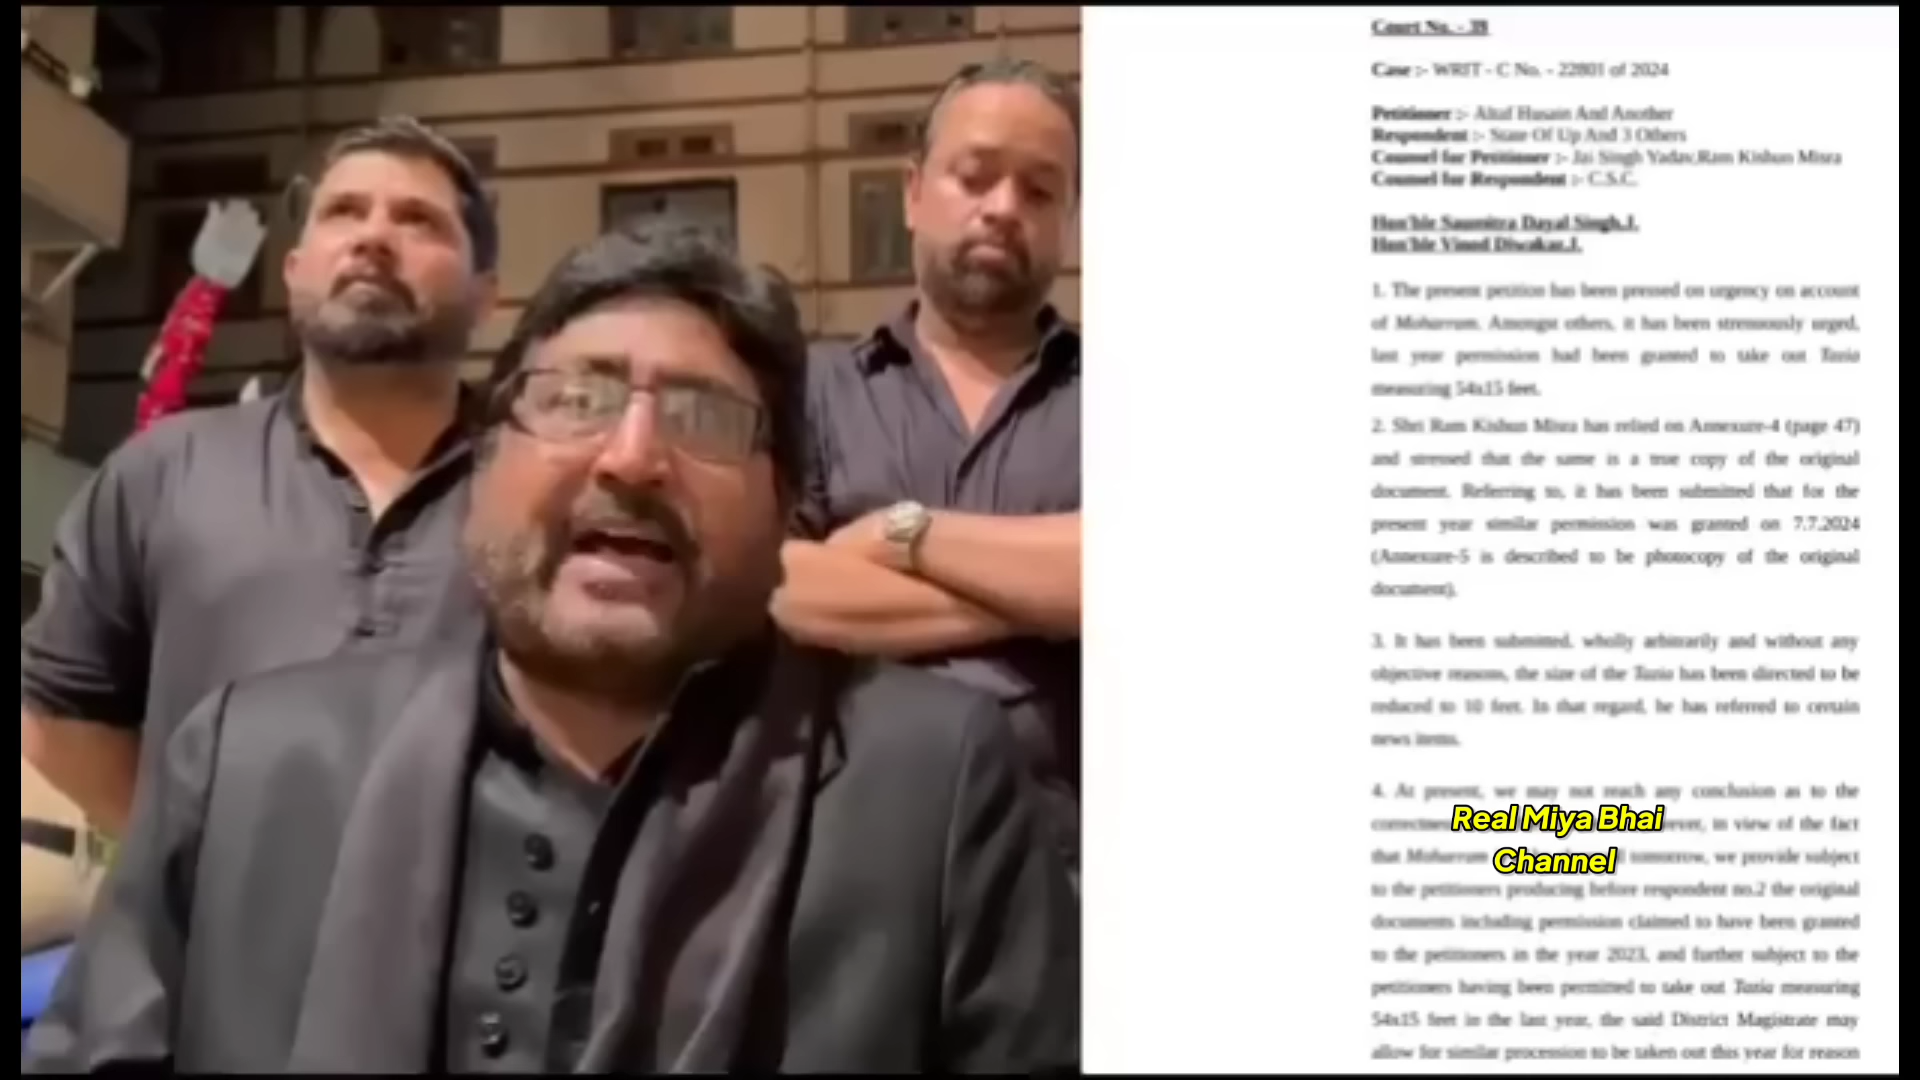 Court No. - 39
Case :- WRIT - C No. - 22801 of 2024
Petitioner :- Altaf Husain And Another
Respondent :- State Of Up And 3 Others
Counsel for Petitioner :- Jai Singh Yadav,Ram Kishun Misra
Counsel for Respondent :- C.S.C.
Hon'ble Saumitra Dayal Singh,J.
Hon'ble Vinod Diwakar,J.
1. The present petition has been pressed on urgency on account
of Moharrum. Amongst others, it has been strenuously urged,
last year permission had been granted to take out Tazia
measuring 54x15 feet.
2. Shri Ram Kishun Misra has relied on Annexure-4 (page 47)
and stressed that the same is a true copy of the original
document. Referring to, it has been submitted that for the
present year similar permission was granted on 7.7.2024
(Annexure-5 is described to be photocopy of the original
document).
3. It has been submitted, wholly arbitrarily and without any
objective reasons, the size of the Tazia has been directed to be
reduced to 10 feet. In that regard, he has referred to certain
news items.
4. At present, we may not reach any conclusion as to the
in view of the fact
that Moharrum tomorrow, we provide subject
to the petitioners producing before respondent no.2 the original
documents including permission claimed to have been granted
to the petitioners in the year 2023, and further subject to the
petitioners having been permitted to take out Tazia measuring
54x15 feet in the last year, the said District Magistrate may
allow for similar procession to be taken out this year for reason
Real Miya Bhai
Channel